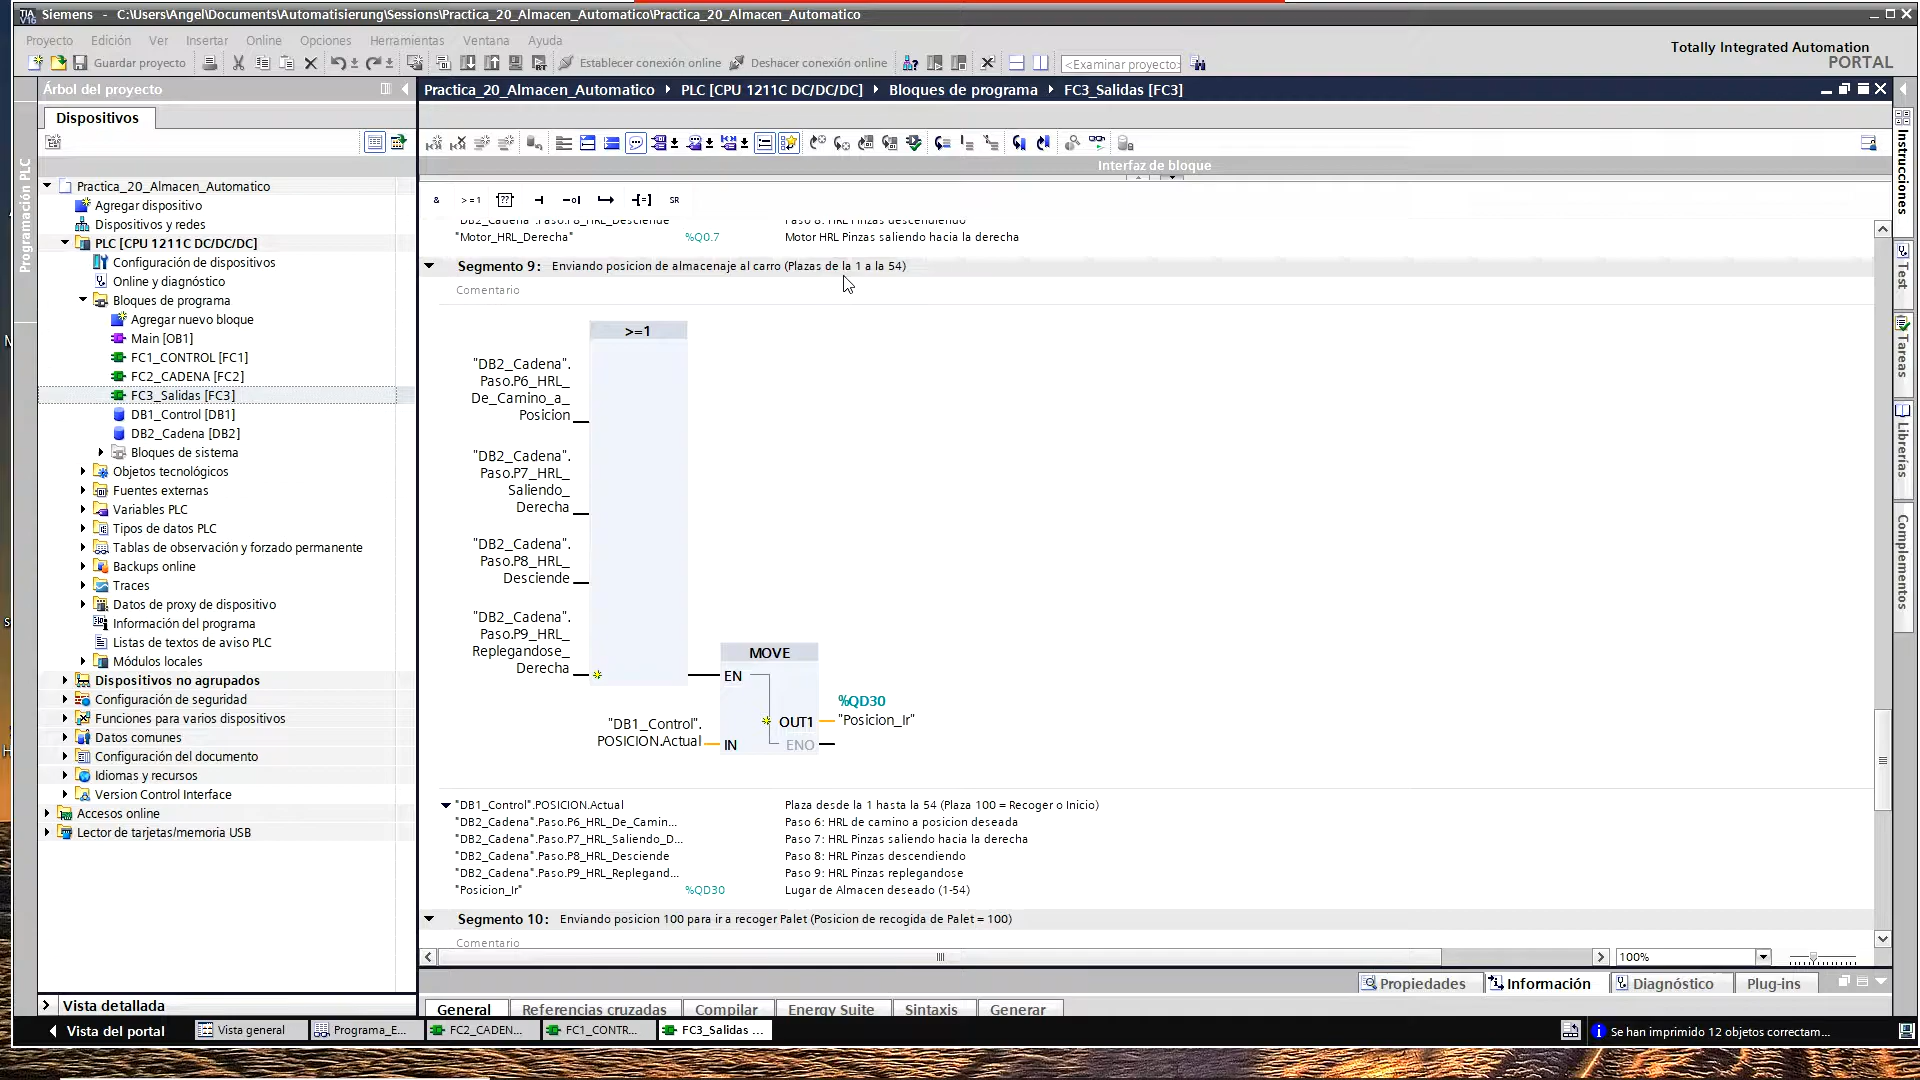 Siemens - C:\Users\Angel\Documents\Automatisierung\Sessions\Practica_20_Almacen_Automatico\Practica_20_Almacen_Automatico
Proyecto Edición Ver Insertar Online Opciones Herramientas Ventana Ayuda
Totally Integrated Automation
PORTAL
Guardar proyecto
Establecer conexión online
Deshacer conexión online
<Examinar proyecto>
Árbol del proyecto
Practica_20_Almacen_Automatico PLC [CPU 1211C DC/DC/DC] Bloques de programa FC3_Salidas [FC3]
Dispositivos
Programación PLC
Practica_20_Almacen_Automatico
Agregar dispositivo
Dispositivos y redes
PLC [CPU 1211C DC/DC/DC]
Configuración de dispositivos
Online y diagnóstico
Bloques de programa
Agregar nuevo bloque
Main [OB1]
FC1_CONTROL [FC1]
FC2_CADENA [FC2]
FC3_Salidas [FC3]
DB1_Control [DB1]
DB2_Cadena [DB2]
Bloques de sistema
Objetos tecnológicos
Fuentes externas
Variables PLC
Tipos de datos PLC
Tablas de observación y forzado permanente
Backups online
Traces
Datos de proxy de dispositivo
Información del programa
Listas de textos de aviso PLC
Módulos locales
Dispositivos no agrupados
Configuración de seguridad
Funciones para varios dispositivos
Datos comunes
Configuración del documento
Idiomas y recursos
Version Control Interface
Accesos online
Lector de tarjetas/memoria USB
Vista detallada
Interfaz de bloque
& >=1 ?? SR
"DB2_Cadena".Paso.P8_HRL_Desciende Paso 8: HRL Pinzas descendiendo
"Motor_HRL_Derecha" %Q0.7 Motor HRL Pinzas saliendo hacia la derecha
Segmento 9: Enviando posicion de almacenaje al carro (Plazas de la 1 a la 54)
Comentario
>=1
"DB2_Cadena".
Paso.P6_HRL_
De_Camino_a_
Posicion
"DB2_Cadena".
Paso.P7_HRL_
Saliendo_
Derecha
"DB2_Cadena".
Paso.P8_HRL_
Desciende
"DB2_Cadena".
Paso.P9_HRL_
Replegandose_
Derecha
MOVE
EN
%QD30
OUT1 "Posicion_Ir"
"DB1_Control".
POSICION.Actual
IN ENO
"DB1_Control".POSICION.Actual Plaza desde la 1 hasta la 54 (Plaza 100 = Recoger o Inicio)
"DB2_Cadena".Paso.P6_HRL_De_Camin... Paso 6: HRL de camino a posicion deseada
"DB2_Cadena".Paso.P7_HRL_Saliendo_D... Paso 7: HRL Pinzas saliendo hacia la derecha
"DB2_Cadena".Paso.P8_HRL_Desciende Paso 8: HRL Pinzas descendiendo
"DB2_Cadena".Paso.P9_HRL_Replegand... Paso 9: HRL Pinzas replegandose
"Posicion_Ir" %QD30 Lugar de Almacen deseado (1-54)
Segmento 10: Enviando posicion 100 para ir a recoger Palet (Posicion de recogida de Palet = 100)
Comentario
100%
Propiedades Información Diagnóstico Plug-ins
General Referencias cruzadas Compilar Energy Suite Sintaxis Generar
Instrucciones
Test
Tareas
Librerías
Complementos
Vista del portal Vista general Programa_E... FC2_CADEN... FC1_CONTR... FC3_Salidas ...
Se han imprimido 12 objetos correctam...